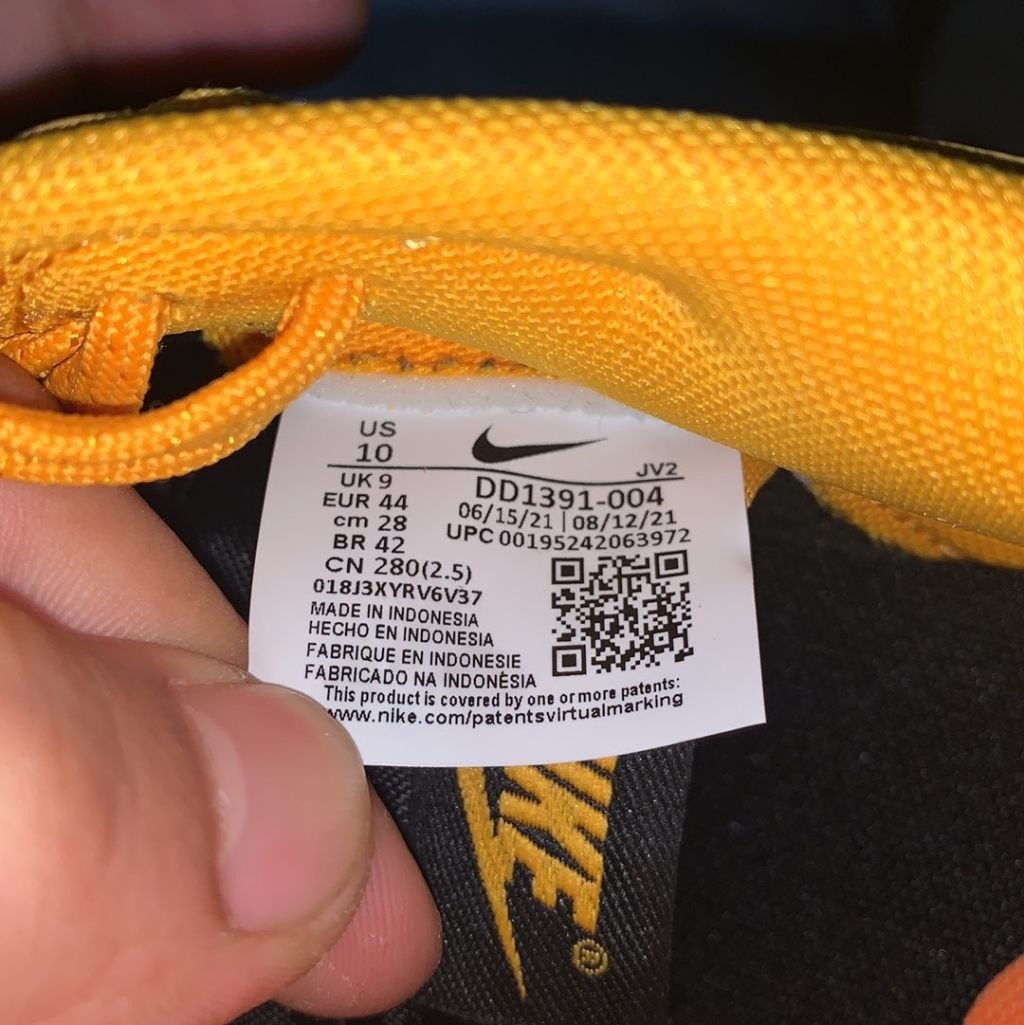 US
10
JV2
UK 9
EUR 44
cm 28
BR 42
CN 280(2.5)
018J3XYRV6V37
DD1391-004
06/15/21 | 08/12/21
UPC 00195242063972
MADE IN INDONESIA
HECHO EN INDONESIA
FABRIQUE EN INDONESIE
FABRICADO NA INDONÉSIA
This product is covered by one or more patents:
www.nike.com/patentsvirtualmarking
NIKE ®